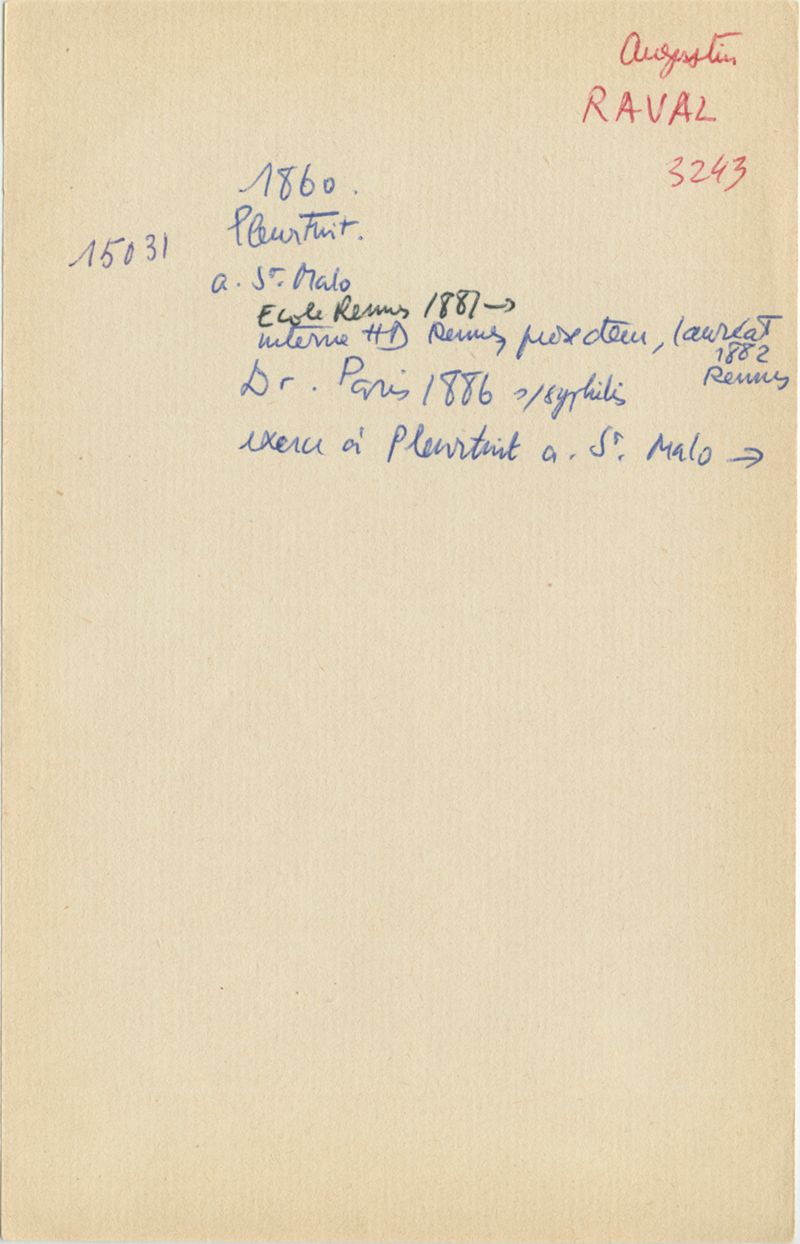 Augustin
RAVAL
3243
1860.
Pleurtuit.
15031
a. St. Malo
Ecole Rennes 1881 →
interne HD Rennes prosecteur, lauréat
1882
Rennes
Dr. Paris 1886 s/syphilis
exerce à Pleurtuit a. St. Malo →